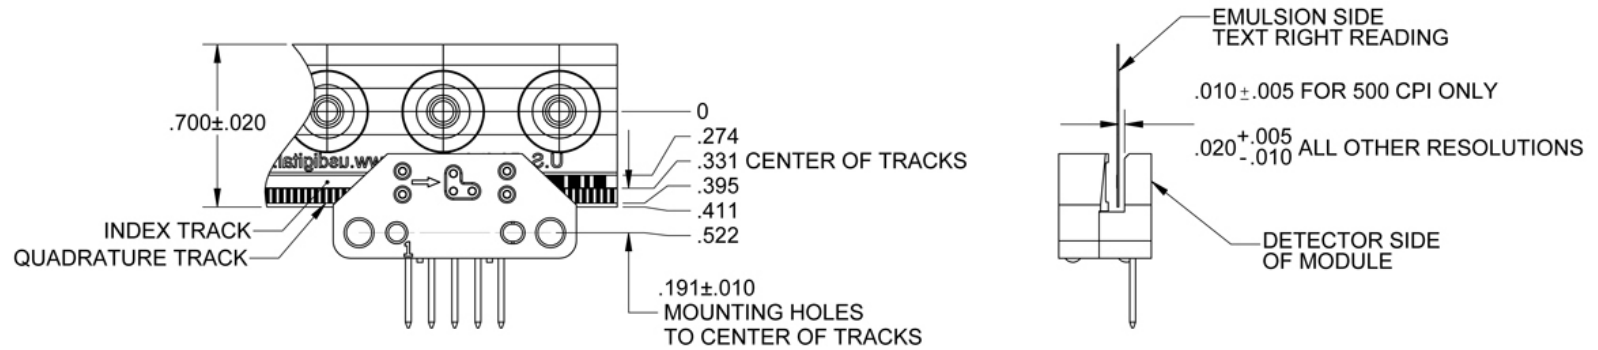 .700±.020
U.S
ww.usdigital.
0
.274
.331 CENTER OF TRACKS
.395
.411
.522
INDEX TRACK
QUADRATURE TRACK
1
.191±.010
MOUNTING HOLES
TO CENTER OF TRACKS
EMULSION SIDE
TEXT RIGHT READING
.010±.005 FOR 500 CPI ONLY
.020 +.005 -.010 ALL OTHER RESOLUTIONS
DETECTOR SIDE
OF MODULE